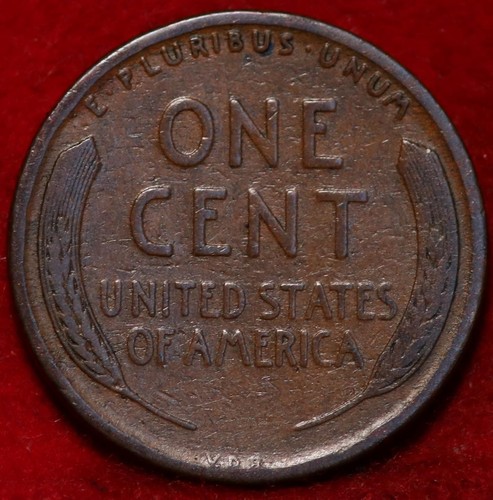 E · PLURIBUS · UNUM
ONE
CENT
UNITED STATES
OF AMERICA